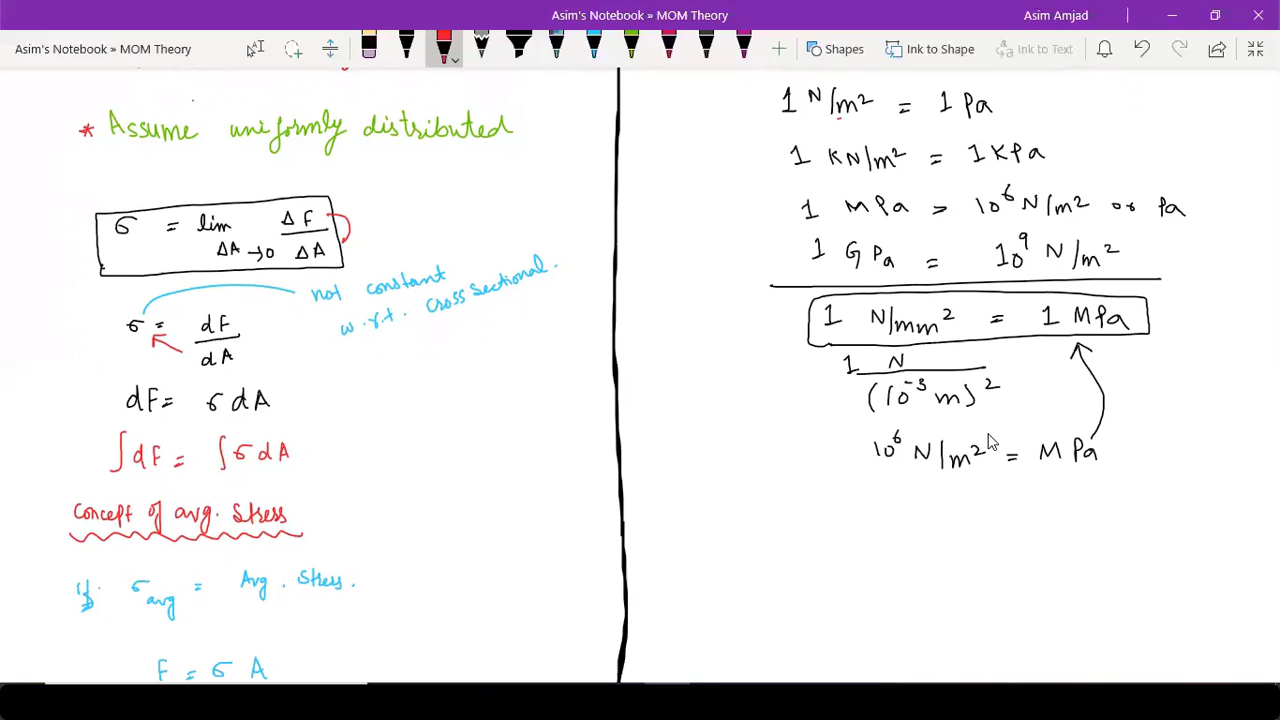 Asim's Notebook » MOM Theory
Asim Amjad
Asim's Notebook » MOM Theory
Shapes
Ink to Shape
Ink to Text
* Assume uniformly distributed
σ = lim ΔF
ΔA→0 ΔA
not constant
w.r.t. cross sectional.
σ = dF
dA
dF = σ dA
∫dF = ∫σ dA
Concept of avg. Stress
If σavg = Avg. Stress.
F = σ A
1 N/m² = 1 Pa
1 KN/m² = 1 KPa
1 MPa = 10⁶ N/m² or Pa
1 G Pa = 10⁹ N/m²
1 N/mm² = 1 MPa
1 N
(10⁻³ m)²
10⁶ N/m² = M Pa